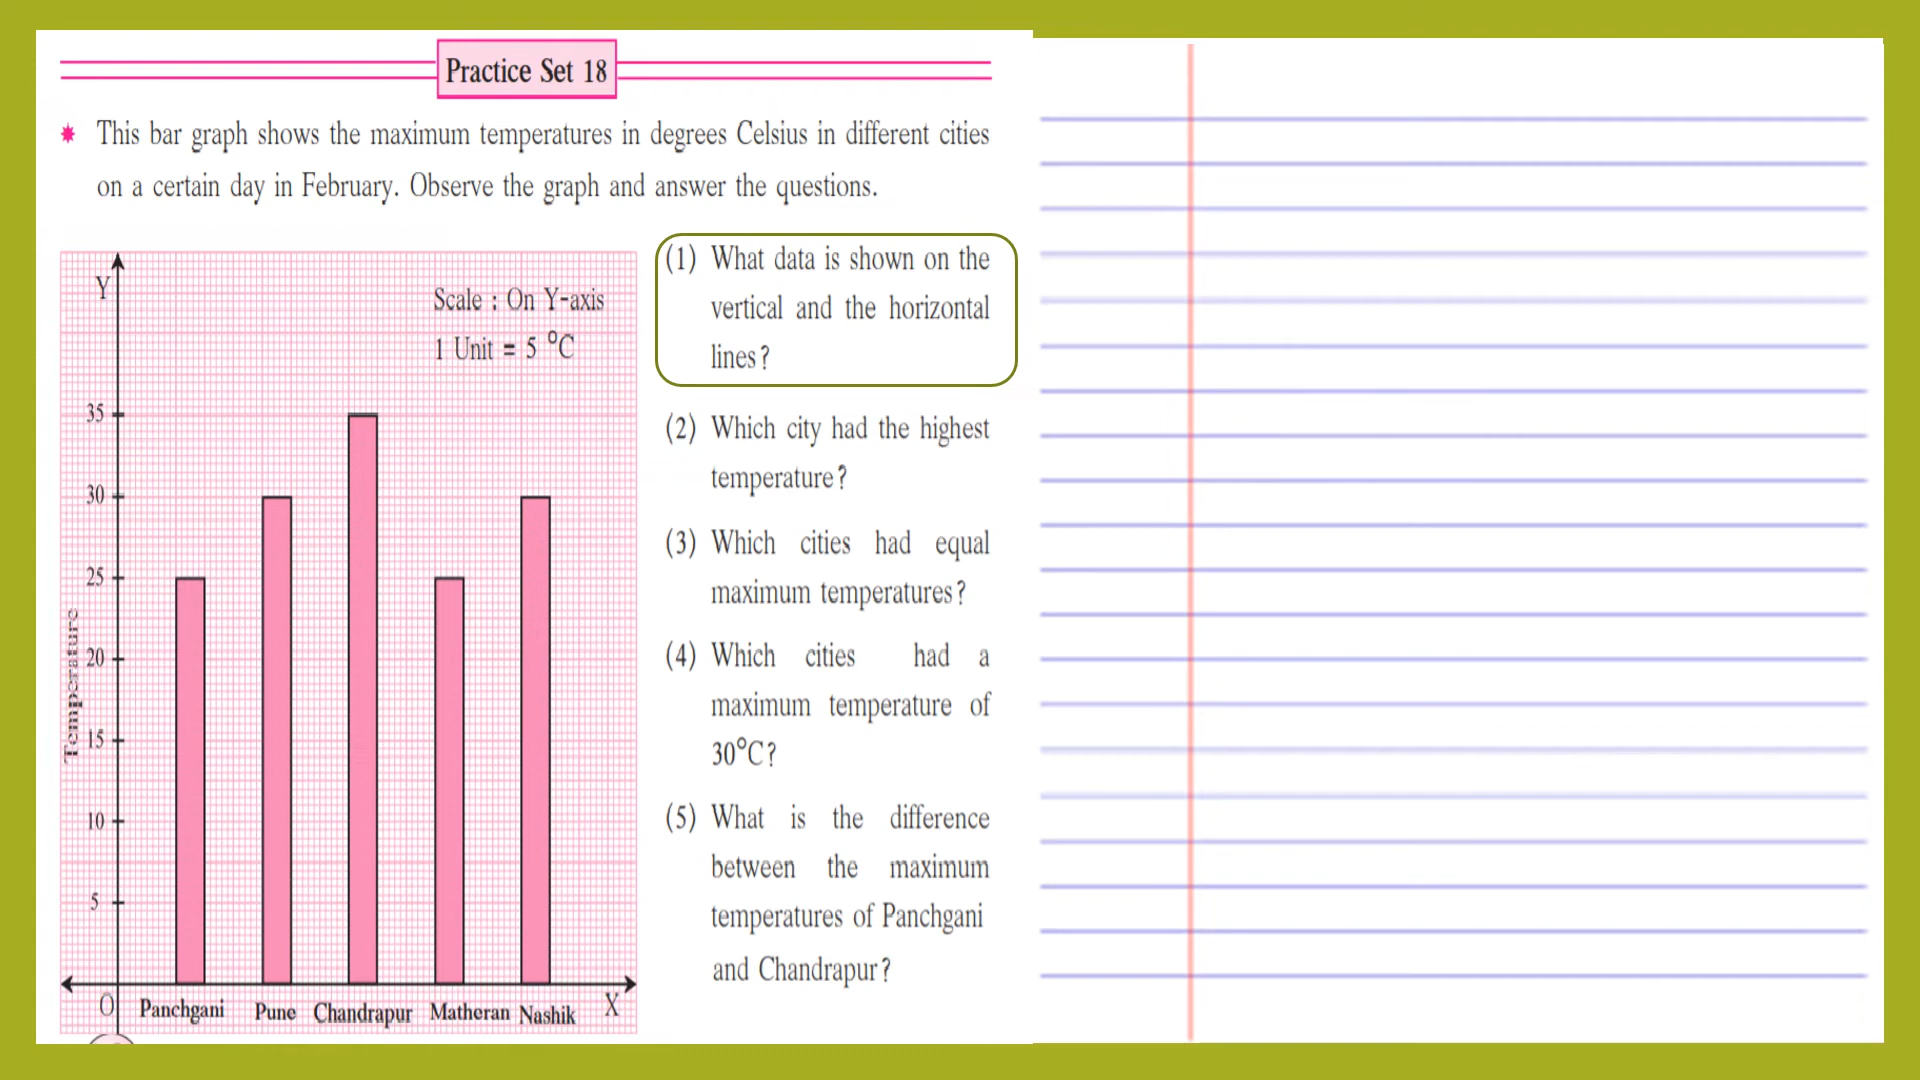 Practice Set 18
This bar graph shows the maximum temperatures in degrees Celsius in different cities
on a certain day in February. Observe the graph and answer the questions.
Y
Scale : On Y-axis
1 Unit = 5 °C
35
30
25
20
15
10
5
Temperature
O
Panchgani
Pune
Chandrapur
Matheran
Nashik
X
(1) What data is shown on the
vertical and the horizontal
lines?
(2) Which city had the highest
temperature?
(3) Which cities had equal
maximum temperatures?
(4) Which cities had a
maximum temperature of
30°C?
(5) What is the difference
between the maximum
temperatures of Panchgani
and Chandrapur?